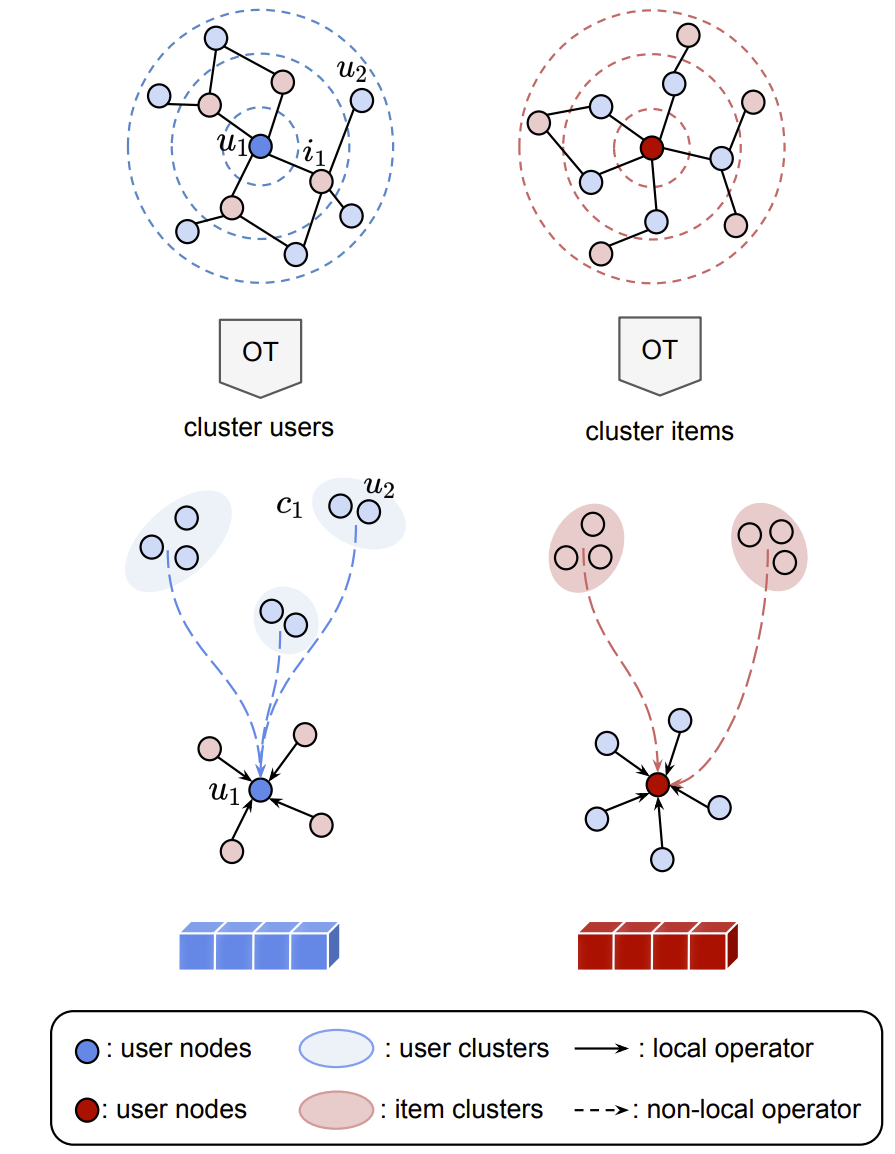 u₂
u₁
i₁
OT
OT
cluster users
cluster items
c₁
u₂
u₁
: user nodes
: user clusters
: local operator
: user nodes
: item clusters
: non-local operator